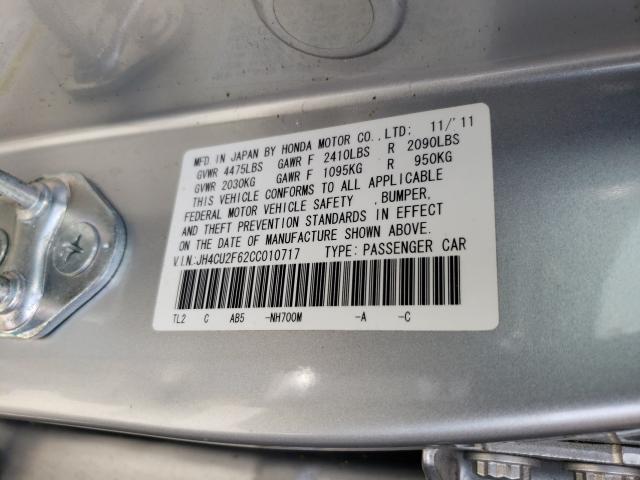 MFD. IN JAPAN BY HONDA MOTOR CO.,LTD: 11/'11
GVWR 4475LBS GAWR F 2410LBS R 2090LBS
GVWR 2030KG GAWR F 1095KG R 950KG
THIS VEHICLE CONFORMS TO ALL APPLICABLE
FEDERAL MOTOR VEHICLE SAFETY ,BUMPER,
AND THEFT PREVENTION STANDARDS IN EFFECT
ON THE DATE OF MANUFACTURE SHOWN ABOVE.
V.I.N.:JH4CU2F62CC010717 TYPE: PASSENGER CAR
TL2 C AB5 -NH700M -A -C